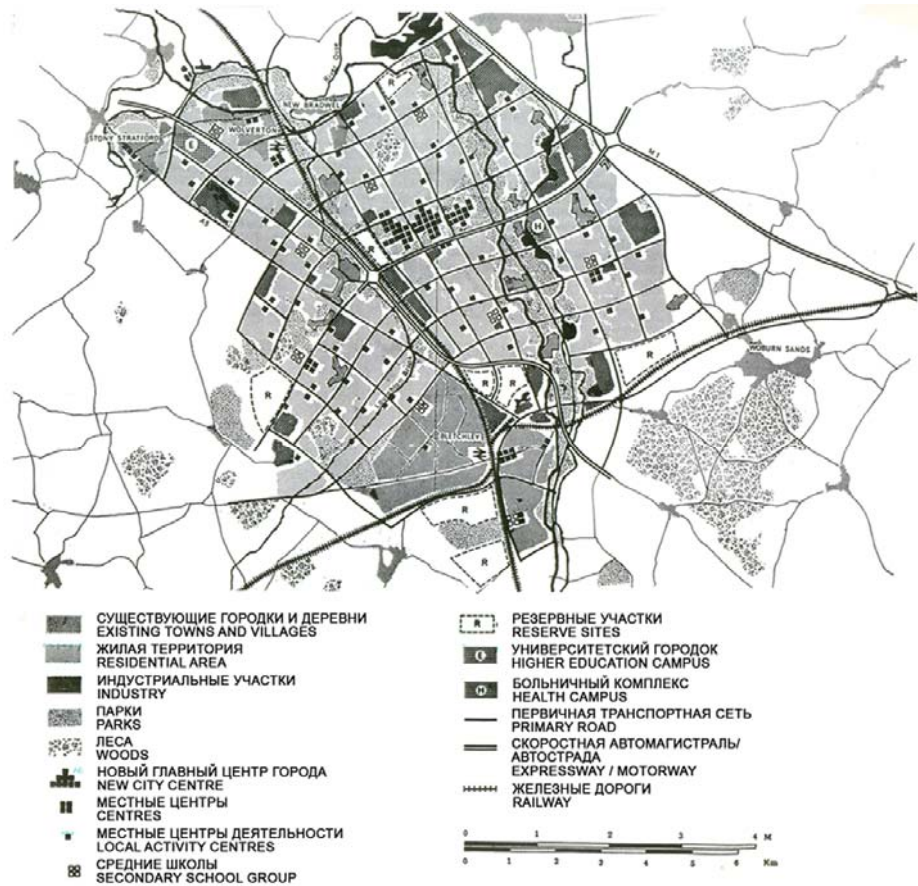 NEW BRADWELL
WOLVERTON
STONY STRATFORD
R
E
M1
A5
H
R
R
R
R
R
WOBURN SANDS
BLETCHLEY
R
R
СУЩЕСТВУЮЩИЕ ГОРОДКИ И ДЕРЕВНИ
EXISTING TOWNS AND VILLAGES
ЖИЛАЯ ТЕРРИТОРИЯ
RESIDENTIAL AREA
ИНДУСТРИАЛЬНЫЕ УЧАСТКИ
INDUSTRY
ПАРКИ
PARKS
ЛЕСА
WOODS
НОВЫЙ ГЛАВНЫЙ ЦЕНТР ГОРОДА
NEW CITY CENTRE
МЕСТНЫЕ ЦЕНТРЫ
CENTRES
МЕСТНЫЕ ЦЕНТРЫ ДЕЯТЕЛЬНОСТИ
LOCAL ACTIVITY CENTRES
СРЕДНИЕ ШКОЛЫ
SECONDARY SCHOOL GROUP
R
РЕЗЕРВНЫЕ УЧАСТКИ
RESERVE SITES
E
УНИВЕРСИТЕТСКИЙ ГОРОДОК
HIGHER EDUCATION CAMPUS
H
БОЛЬНИЧНЫЙ КОМПЛЕКС
HEALTH CAMPUS
ПЕРВИЧНАЯ ТРАНСПОРТНАЯ СЕТЬ
PRIMARY ROAD
СКОРОСТНАЯ АВТОМАГИСТРАЛЬ/
АВТОСТРАДА
EXPRESSWAY / MOTORWAY
ЖЕЛЕЗНЫЕ ДОРОГИ
RAILWAY
0 1 2 3 4 M
0 1 2 3 4 5 6 Km